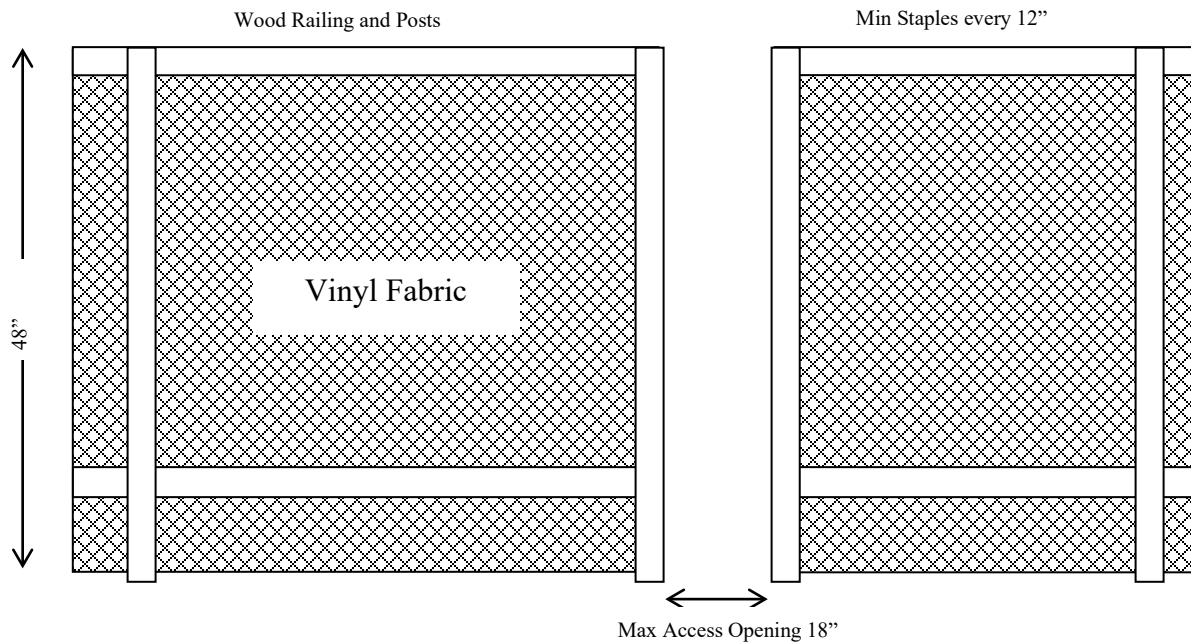 Wood Railing and Posts
Min Staples every 12”
Vinyl Fabric
48”
Max Access Opening 18”